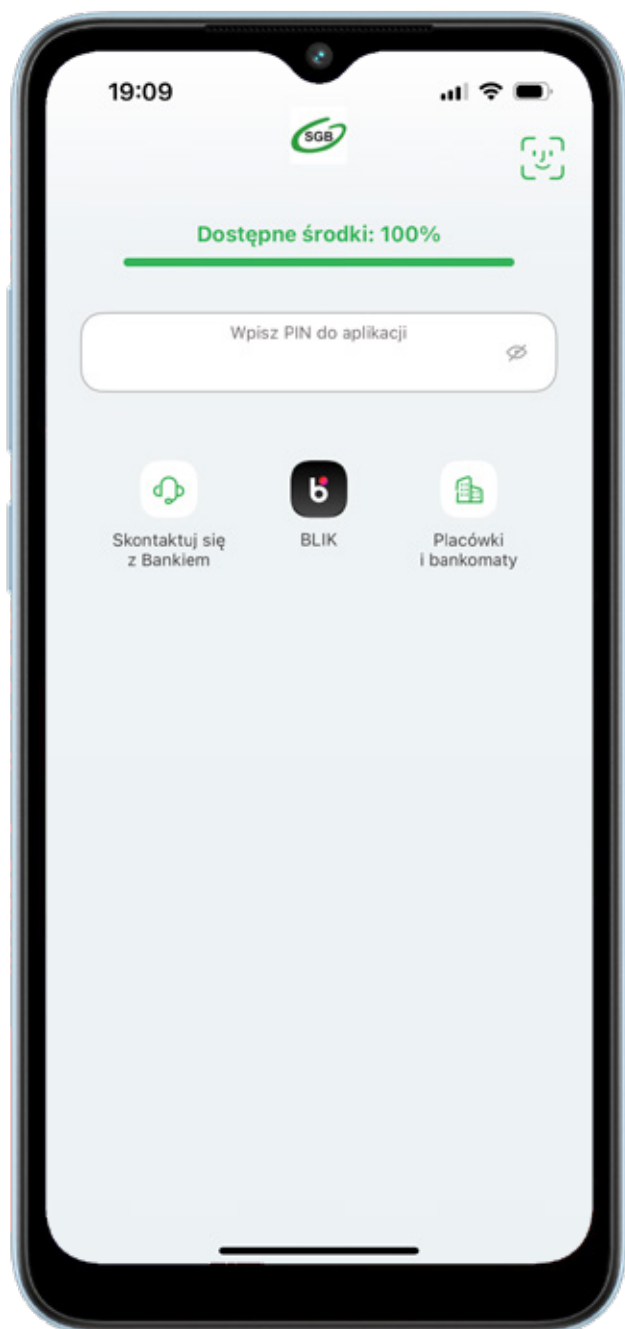 19:09
SGB
Dostępne środki: 100%
Wpisz PIN do aplikacji
Skontaktuj się
z Bankiem
BLIK
Placówki
i bankomaty